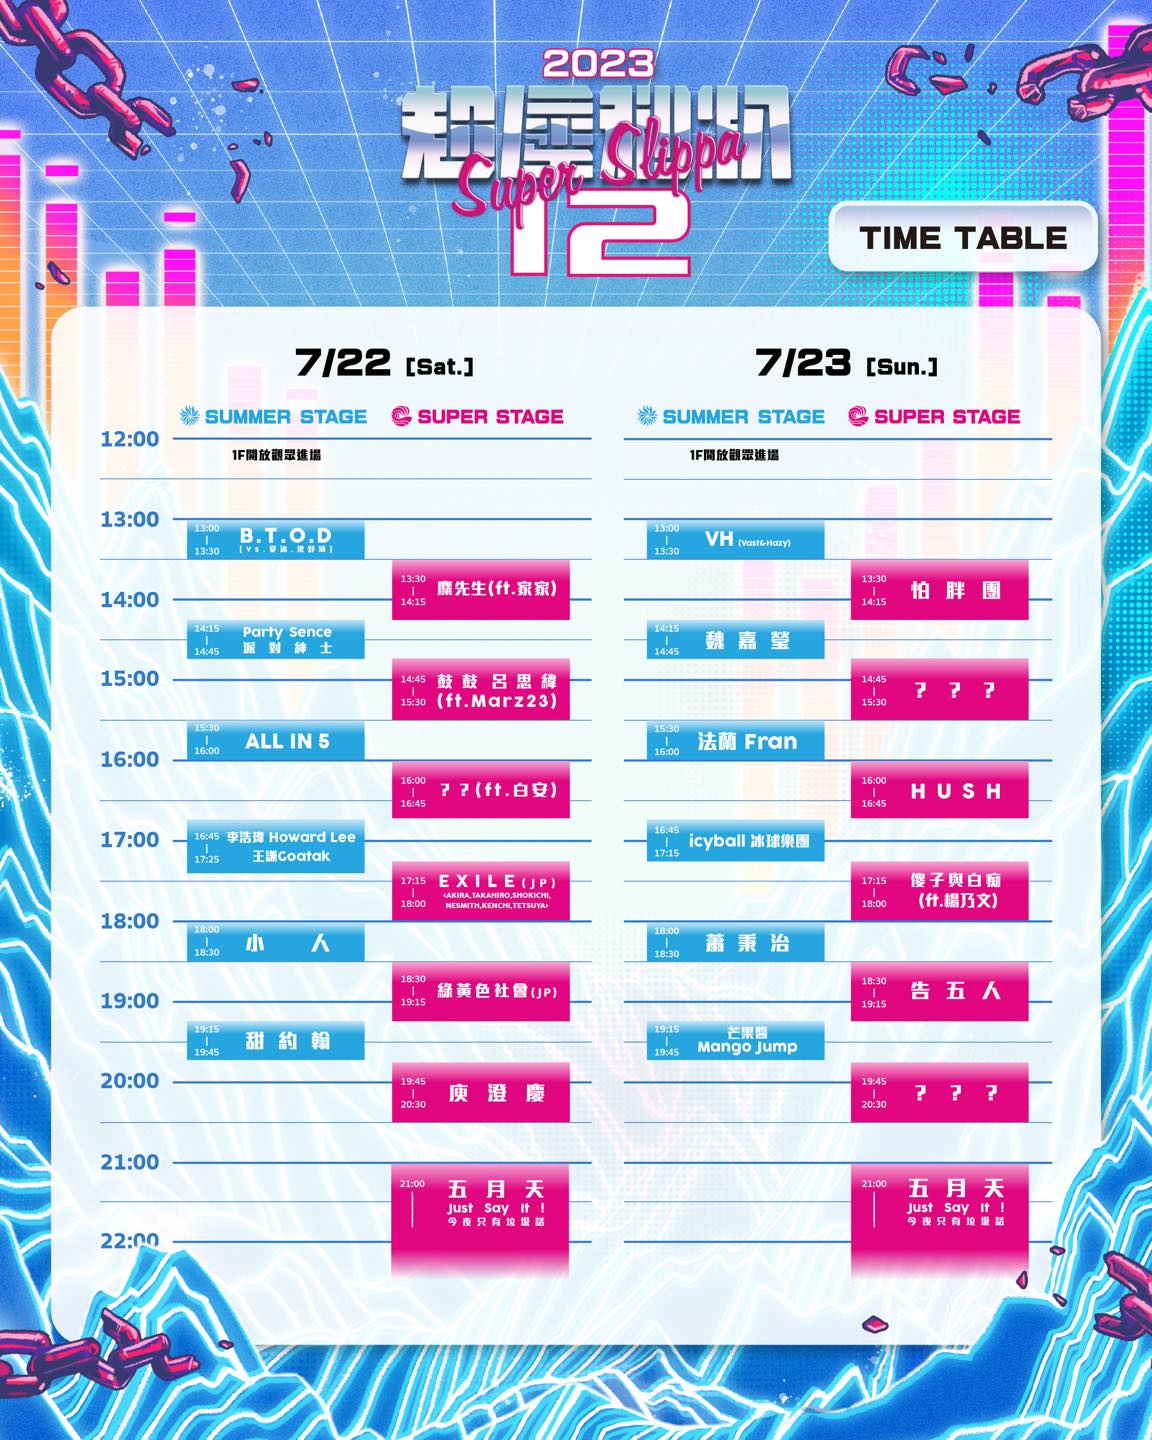 2023
超犀利趴
Super Slippa
12
TIME TABLE
7/22 [Sat.]
7/23 [Sun.]
SUMMER STAGE
SUPER STAGE
SUMMER STAGE
SUPER STAGE
12:00
1F開放觀眾進場
1F開放觀眾進場
13:00
13:00
|
13:30
B.T.O.D
13:00
|
13:30
VH (Vast&Hazy)
13:30
|
14:15
麋先生(ft.家家)
13:30
|
14:15
怕胖團
14:00
14:15
|
14:45
Party Sence
派對紳士
14:15
|
14:45
魏嘉瑩
15:00
14:45
|
15:30
鼓鼓 呂思緯
(ft.Marz23)
14:45
|
15:30
? ? ?
15:30
|
16:00
ALL IN 5
15:30
|
16:00
法蘭 Fran
16:00
16:00
|
16:45
? ?(ft.白安)
16:00
|
16:45
HUSH
17:00
16:45
|
17:25
李浩瑋 Howard Lee
王謙Goatak
16:45
|
17:15
icyball 冰球樂團
17:15
|
18:00
EXILE(JP)
<AKIRA,TAKAHIRO,SHOKICHI,
NESMITH,KENCHI,TETSUYA>
17:15
|
18:00
傻子與白痴
(ft.楊乃文)
18:00
18:00
|
18:30
小人
18:00
|
18:30
蕭秉治
18:30
|
19:15
綠黃色社會(JP)
18:30
|
19:15
告五人
19:00
19:15
|
19:45
甜約翰
19:15
|
19:45
芒果醬
Mango Jump
20:00
19:45
|
20:30
庾澄慶
19:45
|
20:30
? ? ?
21:00
21:00
五月天
Just Say It !
今夜只有垃圾話
21:00
五月天
Just Say It !
今夜只有垃圾話
22:00